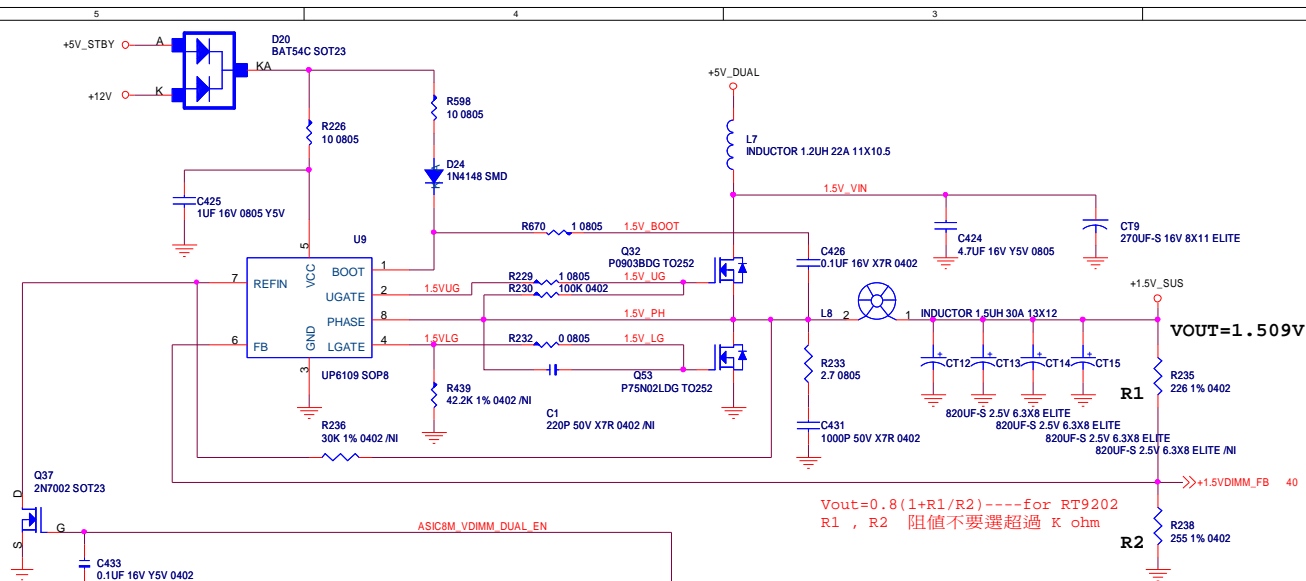 5 4 3
+5V_STBY A
D20
BAT54C SOT23
KA
+12V K
+5V_DUAL
R598
10 0805
R226
10 0805
L7
INDUCTOR 1.2UH 22A 11X10.5
D24
1N4148 SMD
1.5V_VIN
C425
1UF 16V 0805 Y5V
R670 1 0805 1.5V_BOOT
C424
4.7UF 16V Y5V 0805
CT9
270UF-S 16V 8X11 ELITE
U9
Q32
P0903BDG TO252
C426
0.1UF 16V X7R 0402
5
VCC
7 REFIN
BOOT 1
UGATE 2
1.5VUG
R229 1 0805 1.5V_UG
R230 100K 0402
+1.5V_SUS
PHASE 8
1.5V_PH
L8 2 1 INDUCTOR 1.5UH 30A 13X12
VOUT=1.509V
6 FB
GND
3
LGATE 4
1.5VLG
R232 0 0805 1.5V_LG
UP6109 SOP8
Q53
P75N02LDG TO252
R233
2.7 0805
CT12 CT13 CT14 CT15
R235
226 1% 0402
R1
R439
42.2K 1% 0402 /NI
C1
220P 50V X7R 0402 /NI
820UF-S 2.5V 6.3X8 ELITE
820UF-S 2.5V 6.3X8 ELITE
820UF-S 2.5V 6.3X8 ELITE
820UF-S 2.5V 6.3X8 ELITE /NI
R236
30K 1% 0402 /NI
C431
1000P 50V X7R 0402
Q37
2N7002 SOT23
+1.5VDIMM_FB 40
D
G
S
Vout=0.8(1+R1/R2)----for RT9202
R1 , R2 阻值不要選超過 K ohm
ASIC8M_VDIMM_DUAL_EN
R238
255 1% 0402
R2
C433
0.1UF 16V Y5V 0402